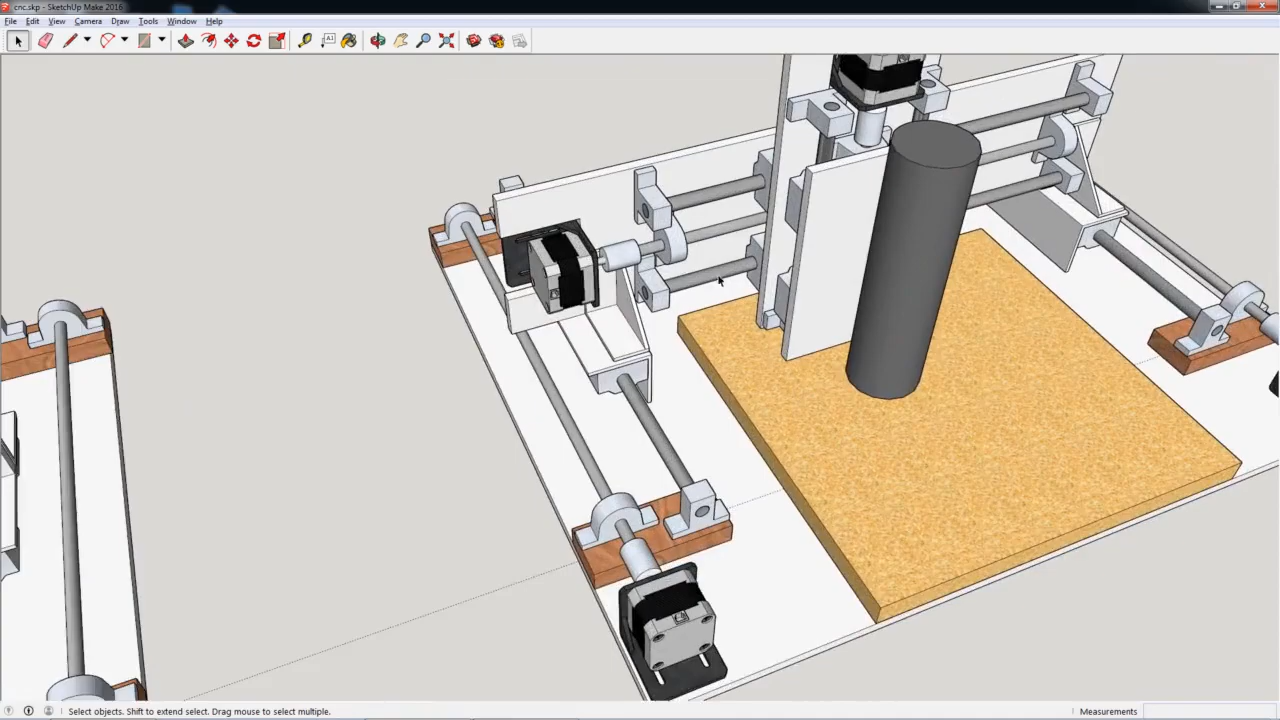 cnc.skp - SketchUp Make 2016
File Edit View Camera Draw Tools Window Help
Select objects. Shift to extend select. Drag mouse to select multiple.
Measurements